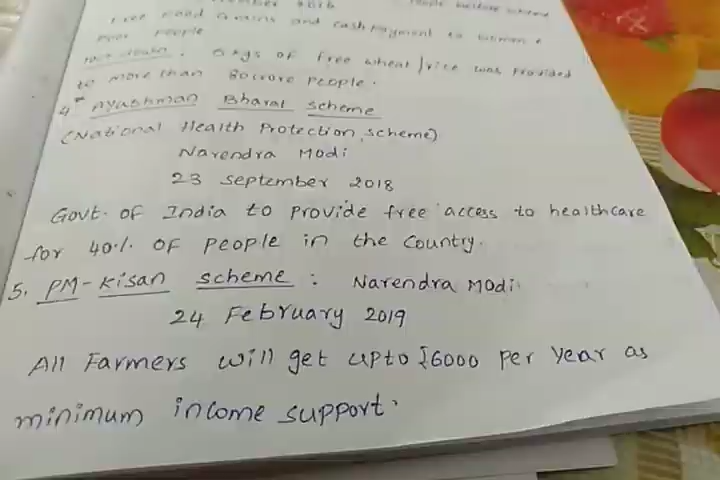 Free food Grains and cash payment to women &
Poor people
5kgs of free wheat / rice was provided
to more than 80crore people.
4 Ayushman Bharat scheme
(National Health Protection scheme)
Narendra Modi
23 september 2018
Govt. of India to provide free access to healthcare
for 40% of people in the country.
5. PM-kisan scheme : Narendra Modi
24 February 2019
All Farmers will get upto ₹6000 per year as
minimum income support.